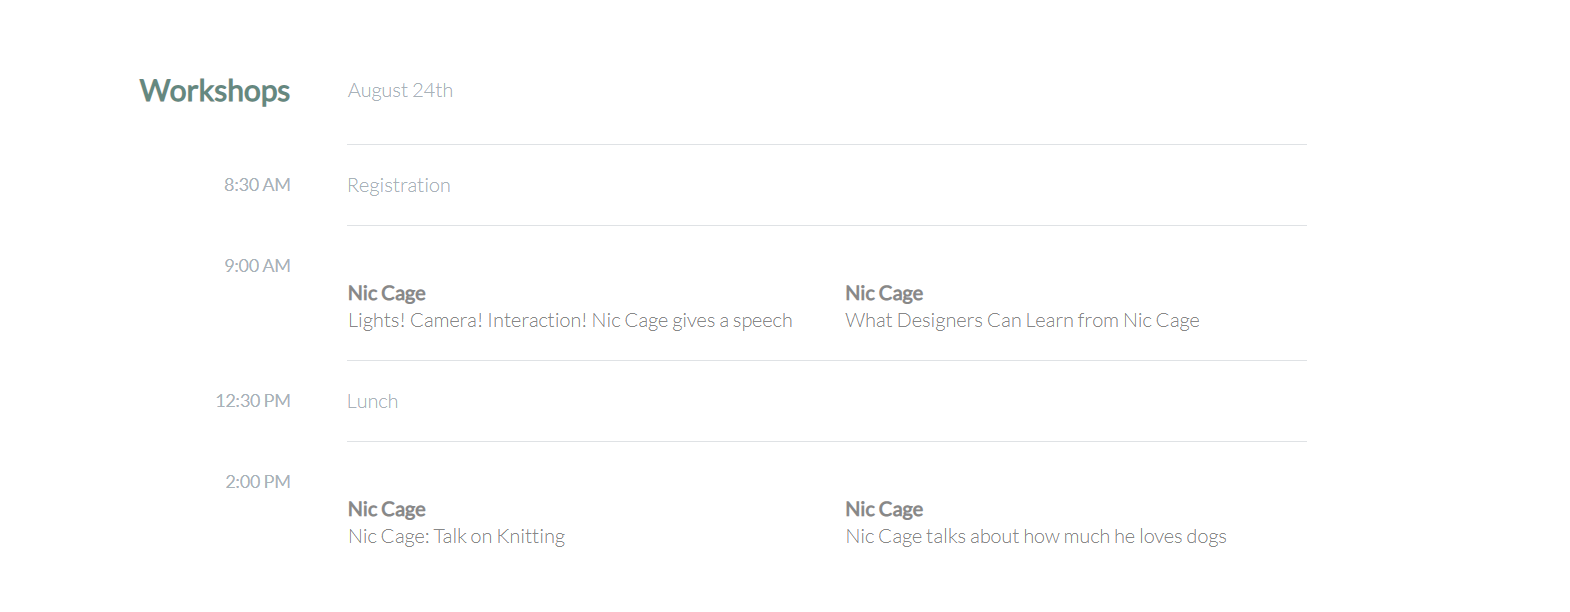 Workshops August 24th
8:30 AM Registration
9:00 AM
Nic Cage Nic Cage
Lights! Camera! Interaction! Nic Cage gives a speech What Designers Can Learn from Nic Cage
12:30 PM Lunch
2:00 PM
Nic Cage Nic Cage
Nic Cage: Talk on Knitting Nic Cage talks about how much he loves dogs